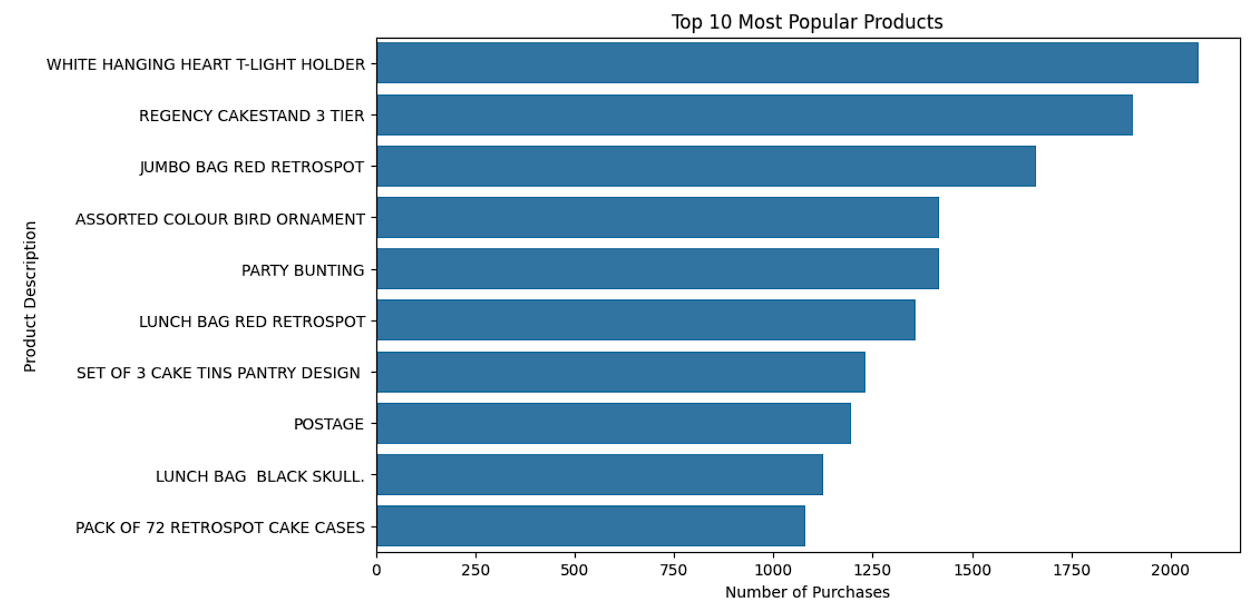 Top 10 Most Popular Products
Product Description
WHITE HANGING HEART T-LIGHT HOLDER
REGENCY CAKESTAND 3 TIER
JUMBO BAG RED RETROSPOT
ASSORTED COLOUR BIRD ORNAMENT
PARTY BUNTING
LUNCH BAG RED RETROSPOT
SET OF 3 CAKE TINS PANTRY DESIGN
POSTAGE
LUNCH BAG  BLACK SKULL.
PACK OF 72 RETROSPOT CAKE CASES
0 250 500 750 1000 1250 1500 1750 2000
Number of Purchases